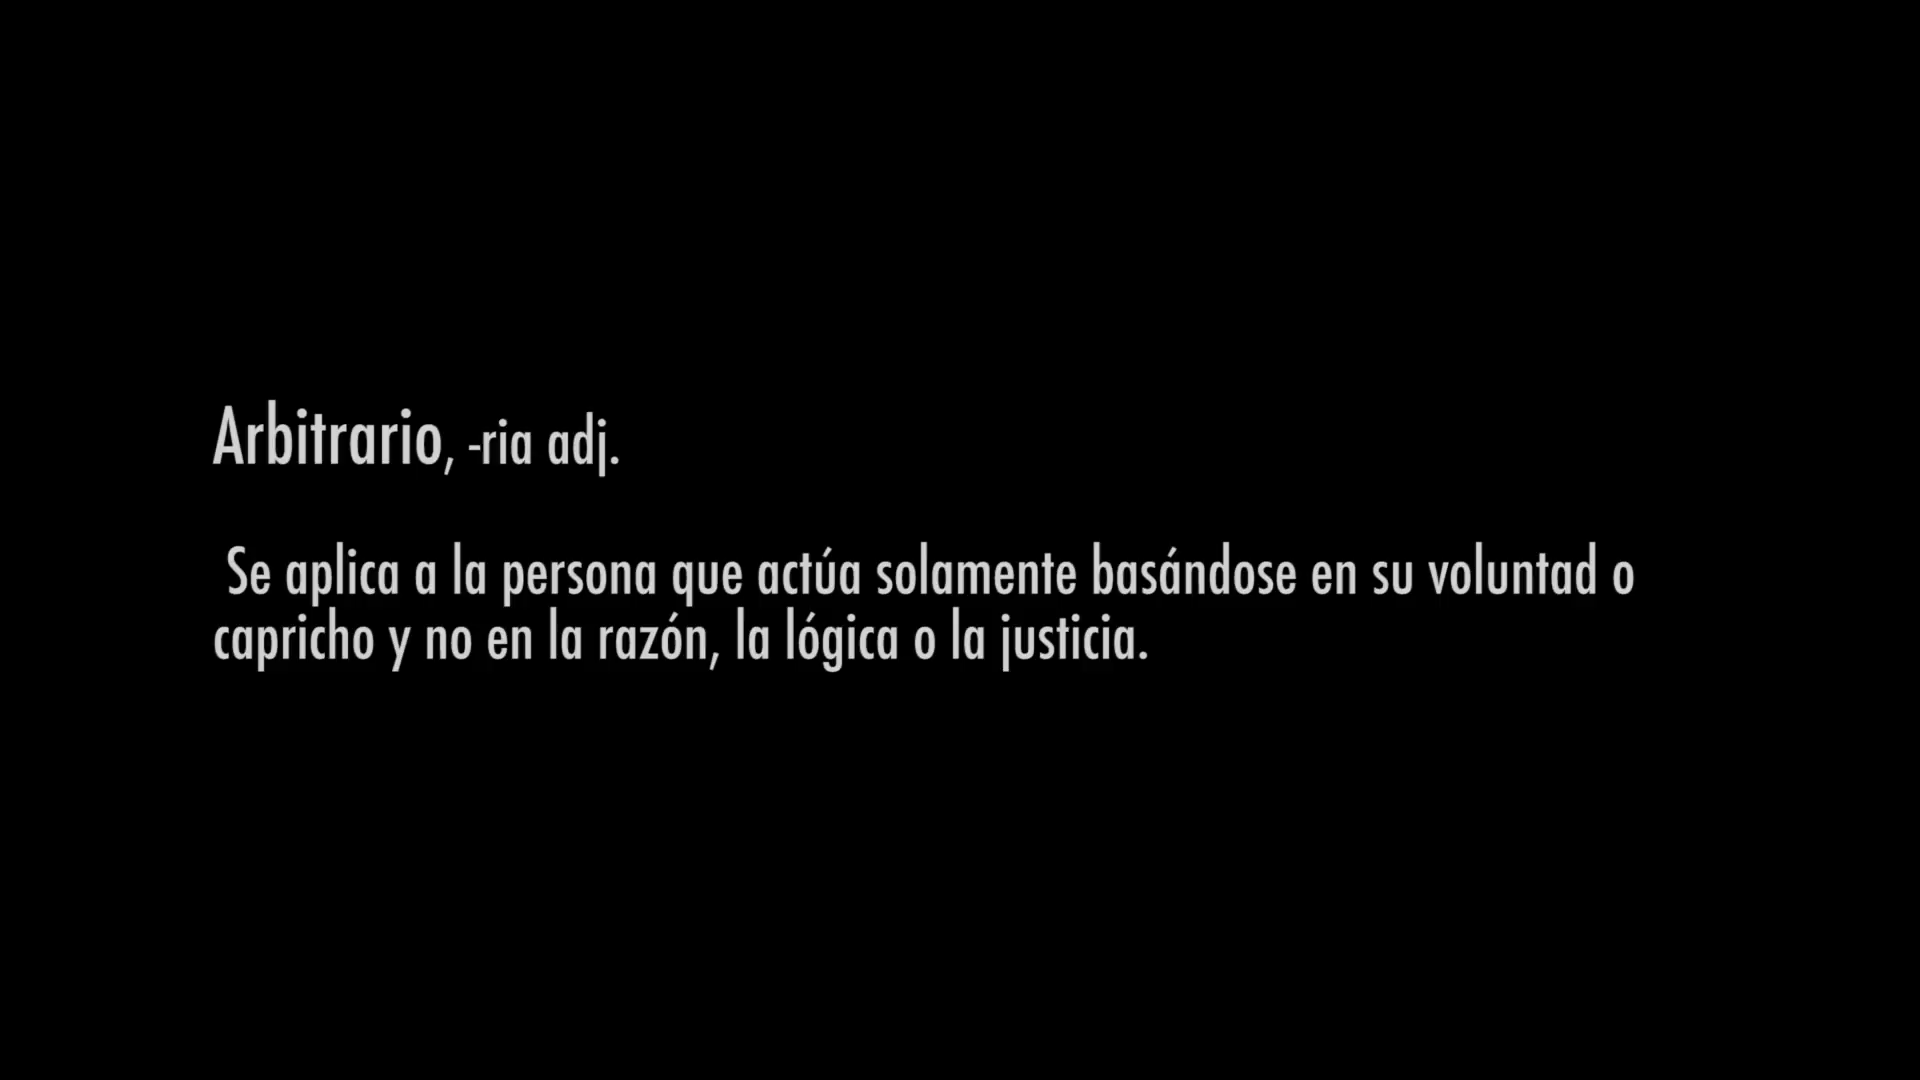 Arbitrario, -ria adj.
Se aplica a la persona que actúa solamente basándose en su voluntad o
capricho y no en la razón, la lógica o la justicia.